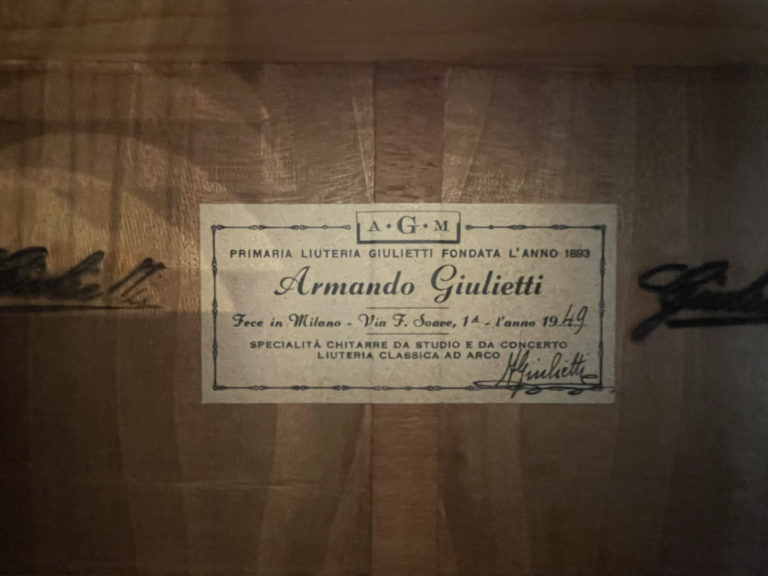 A·G·M
PRIMARIA LIUTERIA GIULIETTI FONDATA L'ANNO 1893
Armando Giulietti
Fece in Milano - Via F. Soave, 1ᴬ - l'anno 1949
SPECIALITÀ CHITARRE DA STUDIO E DA CONCERTO
LIUTERIA CLASSICA AD ARCO
AGiulietti